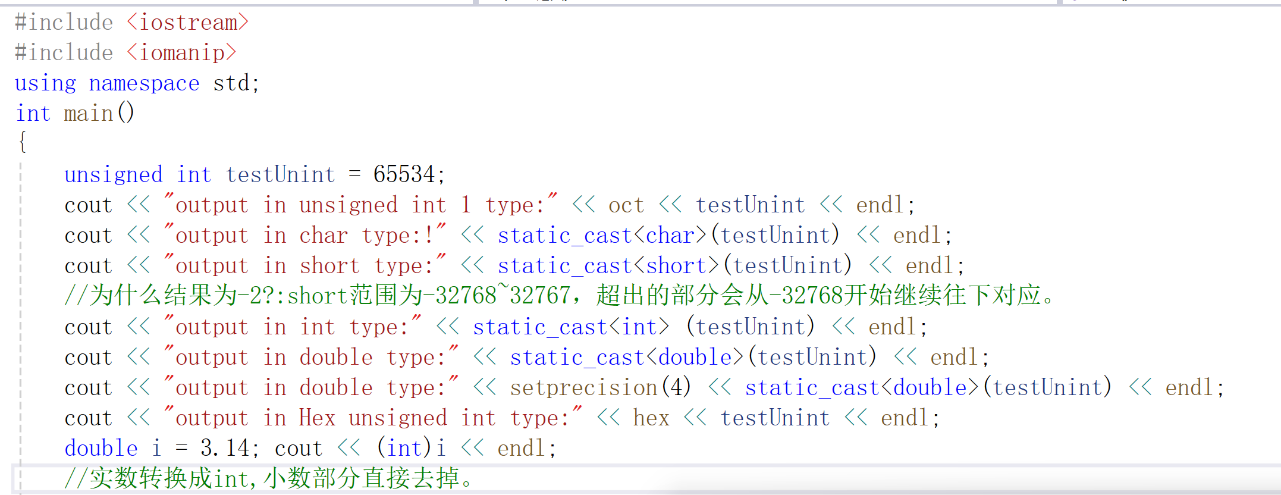 #include <iostream>
#include <iomanip>
using namespace std;
int main()
{
unsigned int testUnint = 65534;
cout << "output in unsigned int 1 type:" << oct << testUnint << endl;
cout << "output in char type:!" << static_cast<char>(testUnint) << endl;
cout << "output in short type:" << static_cast<short>(testUnint) << endl;
//为什么结果为-2?:short范围为-32768~32767，超出的部分会从-32768开始继续往下对应。
cout << "output in int type:" << static_cast<int> (testUnint) << endl;
cout << "output in double type:" << static_cast<double>(testUnint) << endl;
cout << "output in double type:" << setprecision(4) << static_cast<double>(testUnint) << endl;
cout << "output in Hex unsigned int type:" << hex << testUnint << endl;
double i = 3.14; cout << (int)i << endl;
//实数转换成int,小数部分直接去掉。